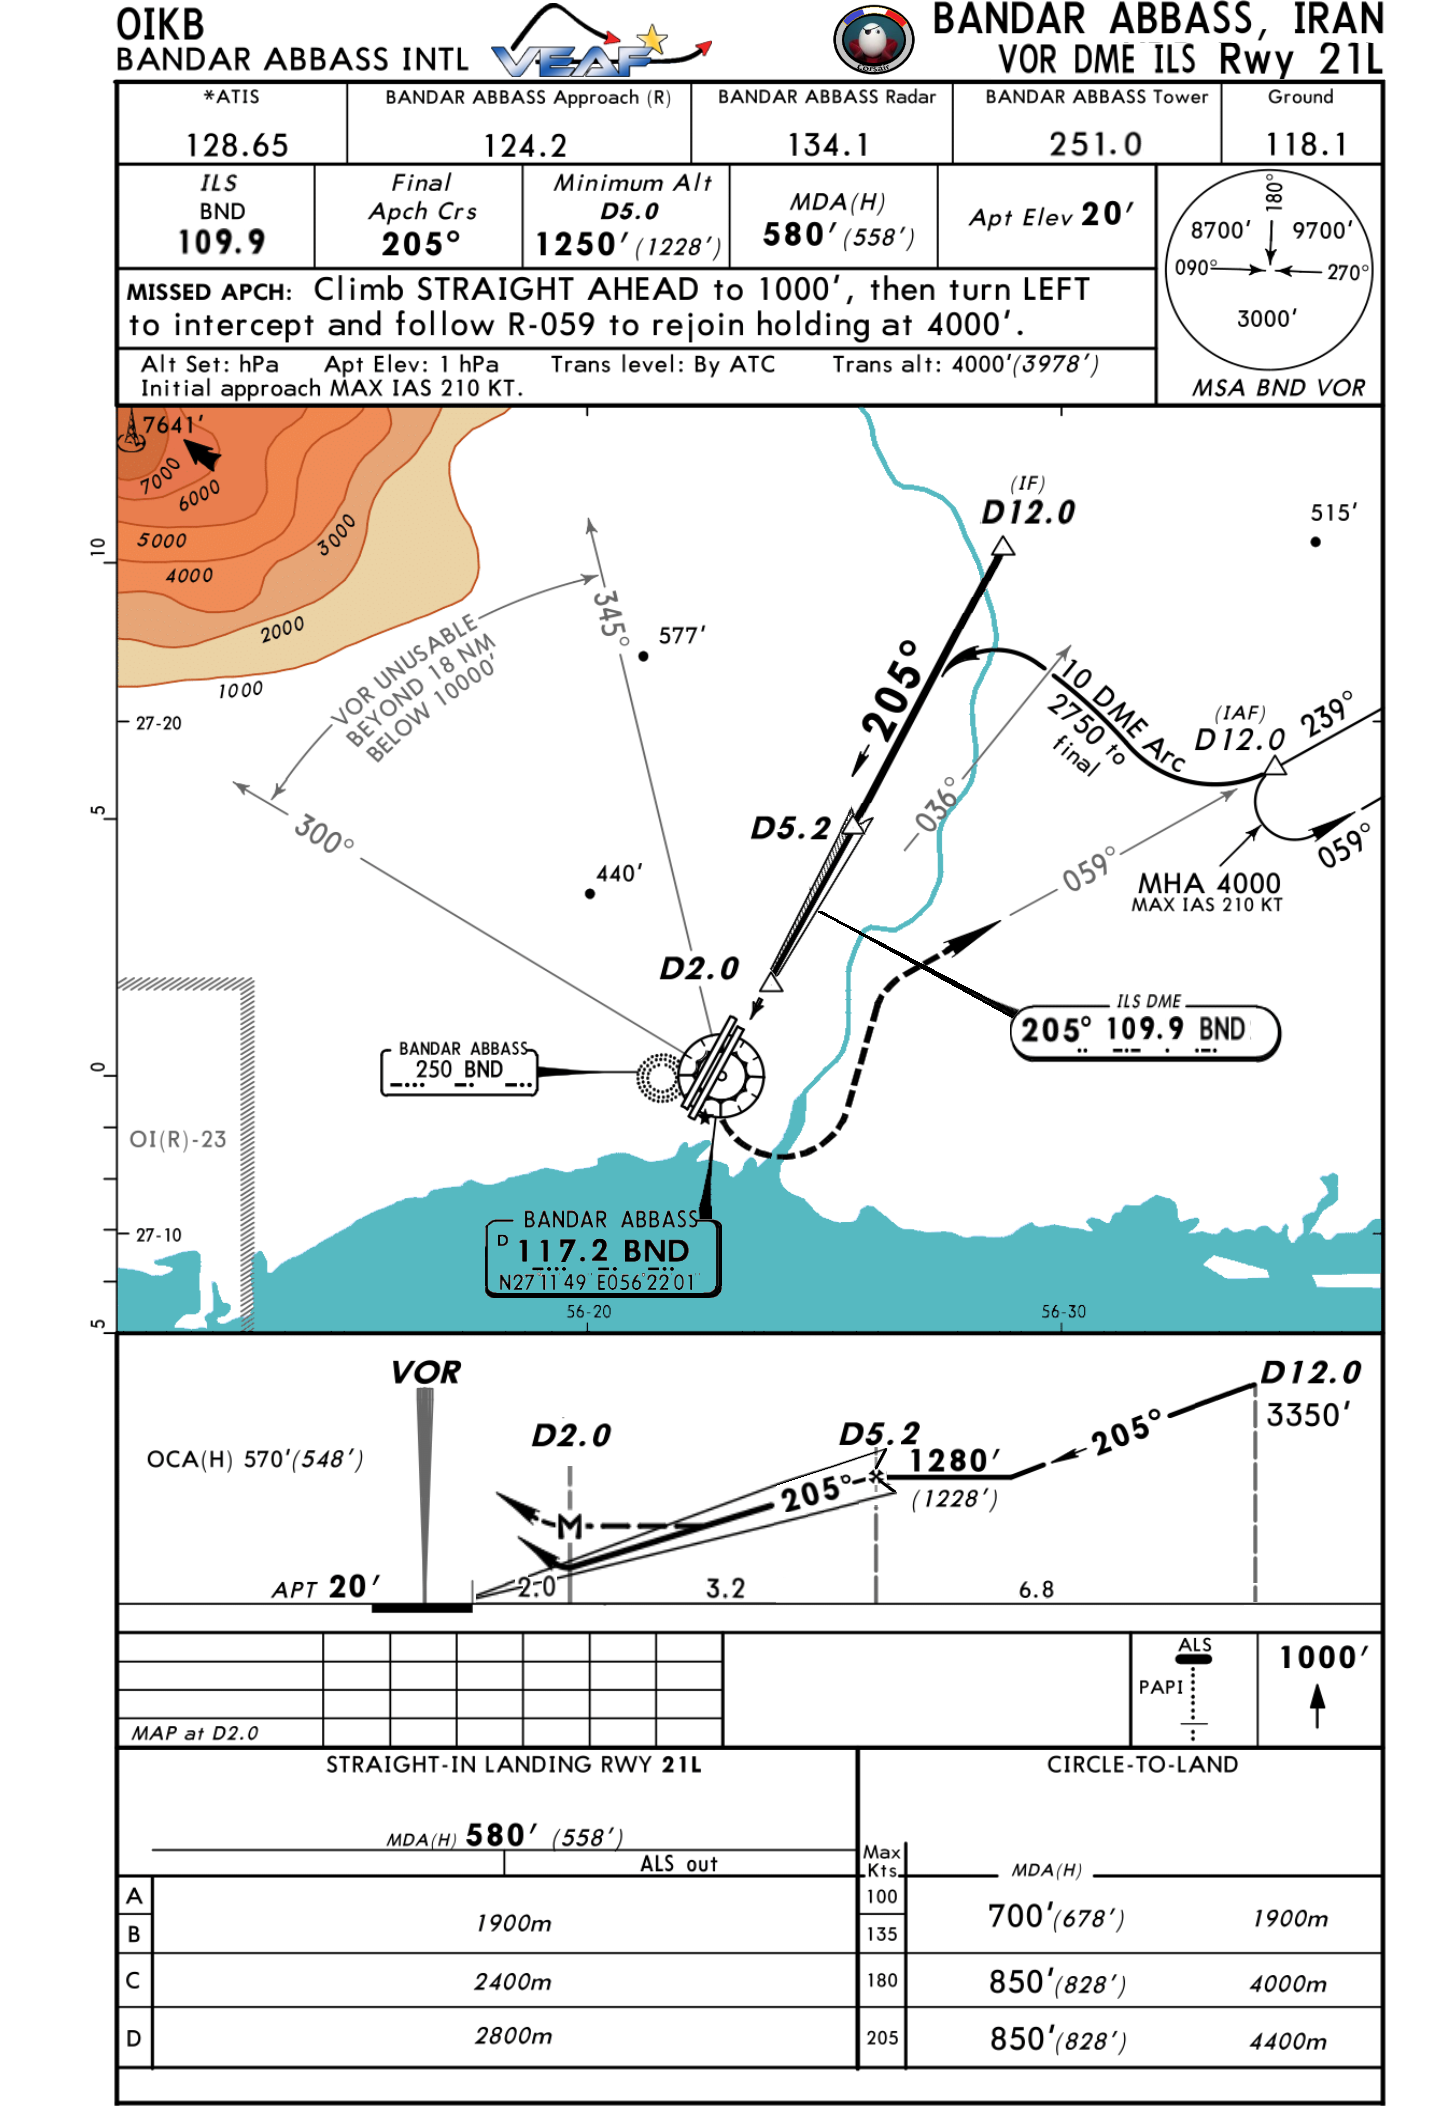 OIKB
BANDAR ABBASS INTL
VEAF
BANDAR ABBASS, IRAN
VOR DME ILS Rwy 21L
*ATIS
128.65
BANDAR ABBASS Approach (R)
124.2
BANDAR ABBASS Radar
134.1
BANDAR ABBASS Tower
251.0
Ground
118.1
ILS
BND
109.9
Final
Apch Crs
205°
Minimum Alt
D5.0
1250' (1228')
MDA(H)
580' (558')
Apt Elev 20'
180°
8700' 9700'
090° 270°
3000'
MSA BND VOR
MISSED APCH: Climb STRAIGHT AHEAD to 1000', then turn LEFT
to intercept and follow R-059 to rejoin holding at 4000'.
Alt Set: hPa Apt Elev: 1 hPa Trans level: By ATC Trans alt: 4000'(3978')
Initial approach MAX IAS 210 KT.
7641'
7000
6000
5000
4000
3000
2000
1000
(IF)
D12.0
515'
10
345°
577'
VOR UNUSABLE
BEYOND 18 NM
BELOW 10000'
205°
10 DME Arc
2750 to
final
(IAF)
D12.0
239°
27-20
5
300°
D5.2
036°
059°
059°
MHA 4000
MAX IAS 210 KT
440'
D2.0
ILS DME
205° 109.9 BND
BANDAR ABBASS
250 BND
0
OI(R)-23
BANDAR ABBASS
D 117.2 BND
N27 11 49 E056 22 01
27-10
5
56-20
56-30
VOR
D12.0
3350'
D2.0
D5.2
205°
1280'
(1228')
OCA(H) 570'(548')
205°
M
APT 20'
2.0
3.2
6.8
MAP at D2.0
ALS
PAPI
1000'
STRAIGHT-IN LANDING RWY 21L
CIRCLE-TO-LAND
MDA(H) 580' (558')
ALS out
Max
Kts
MDA(H)
A
B
1900m
100
135
700'(678') 1900m
C
2400m
180
850'(828') 4000m
D
2800m
205
850'(828') 4400m